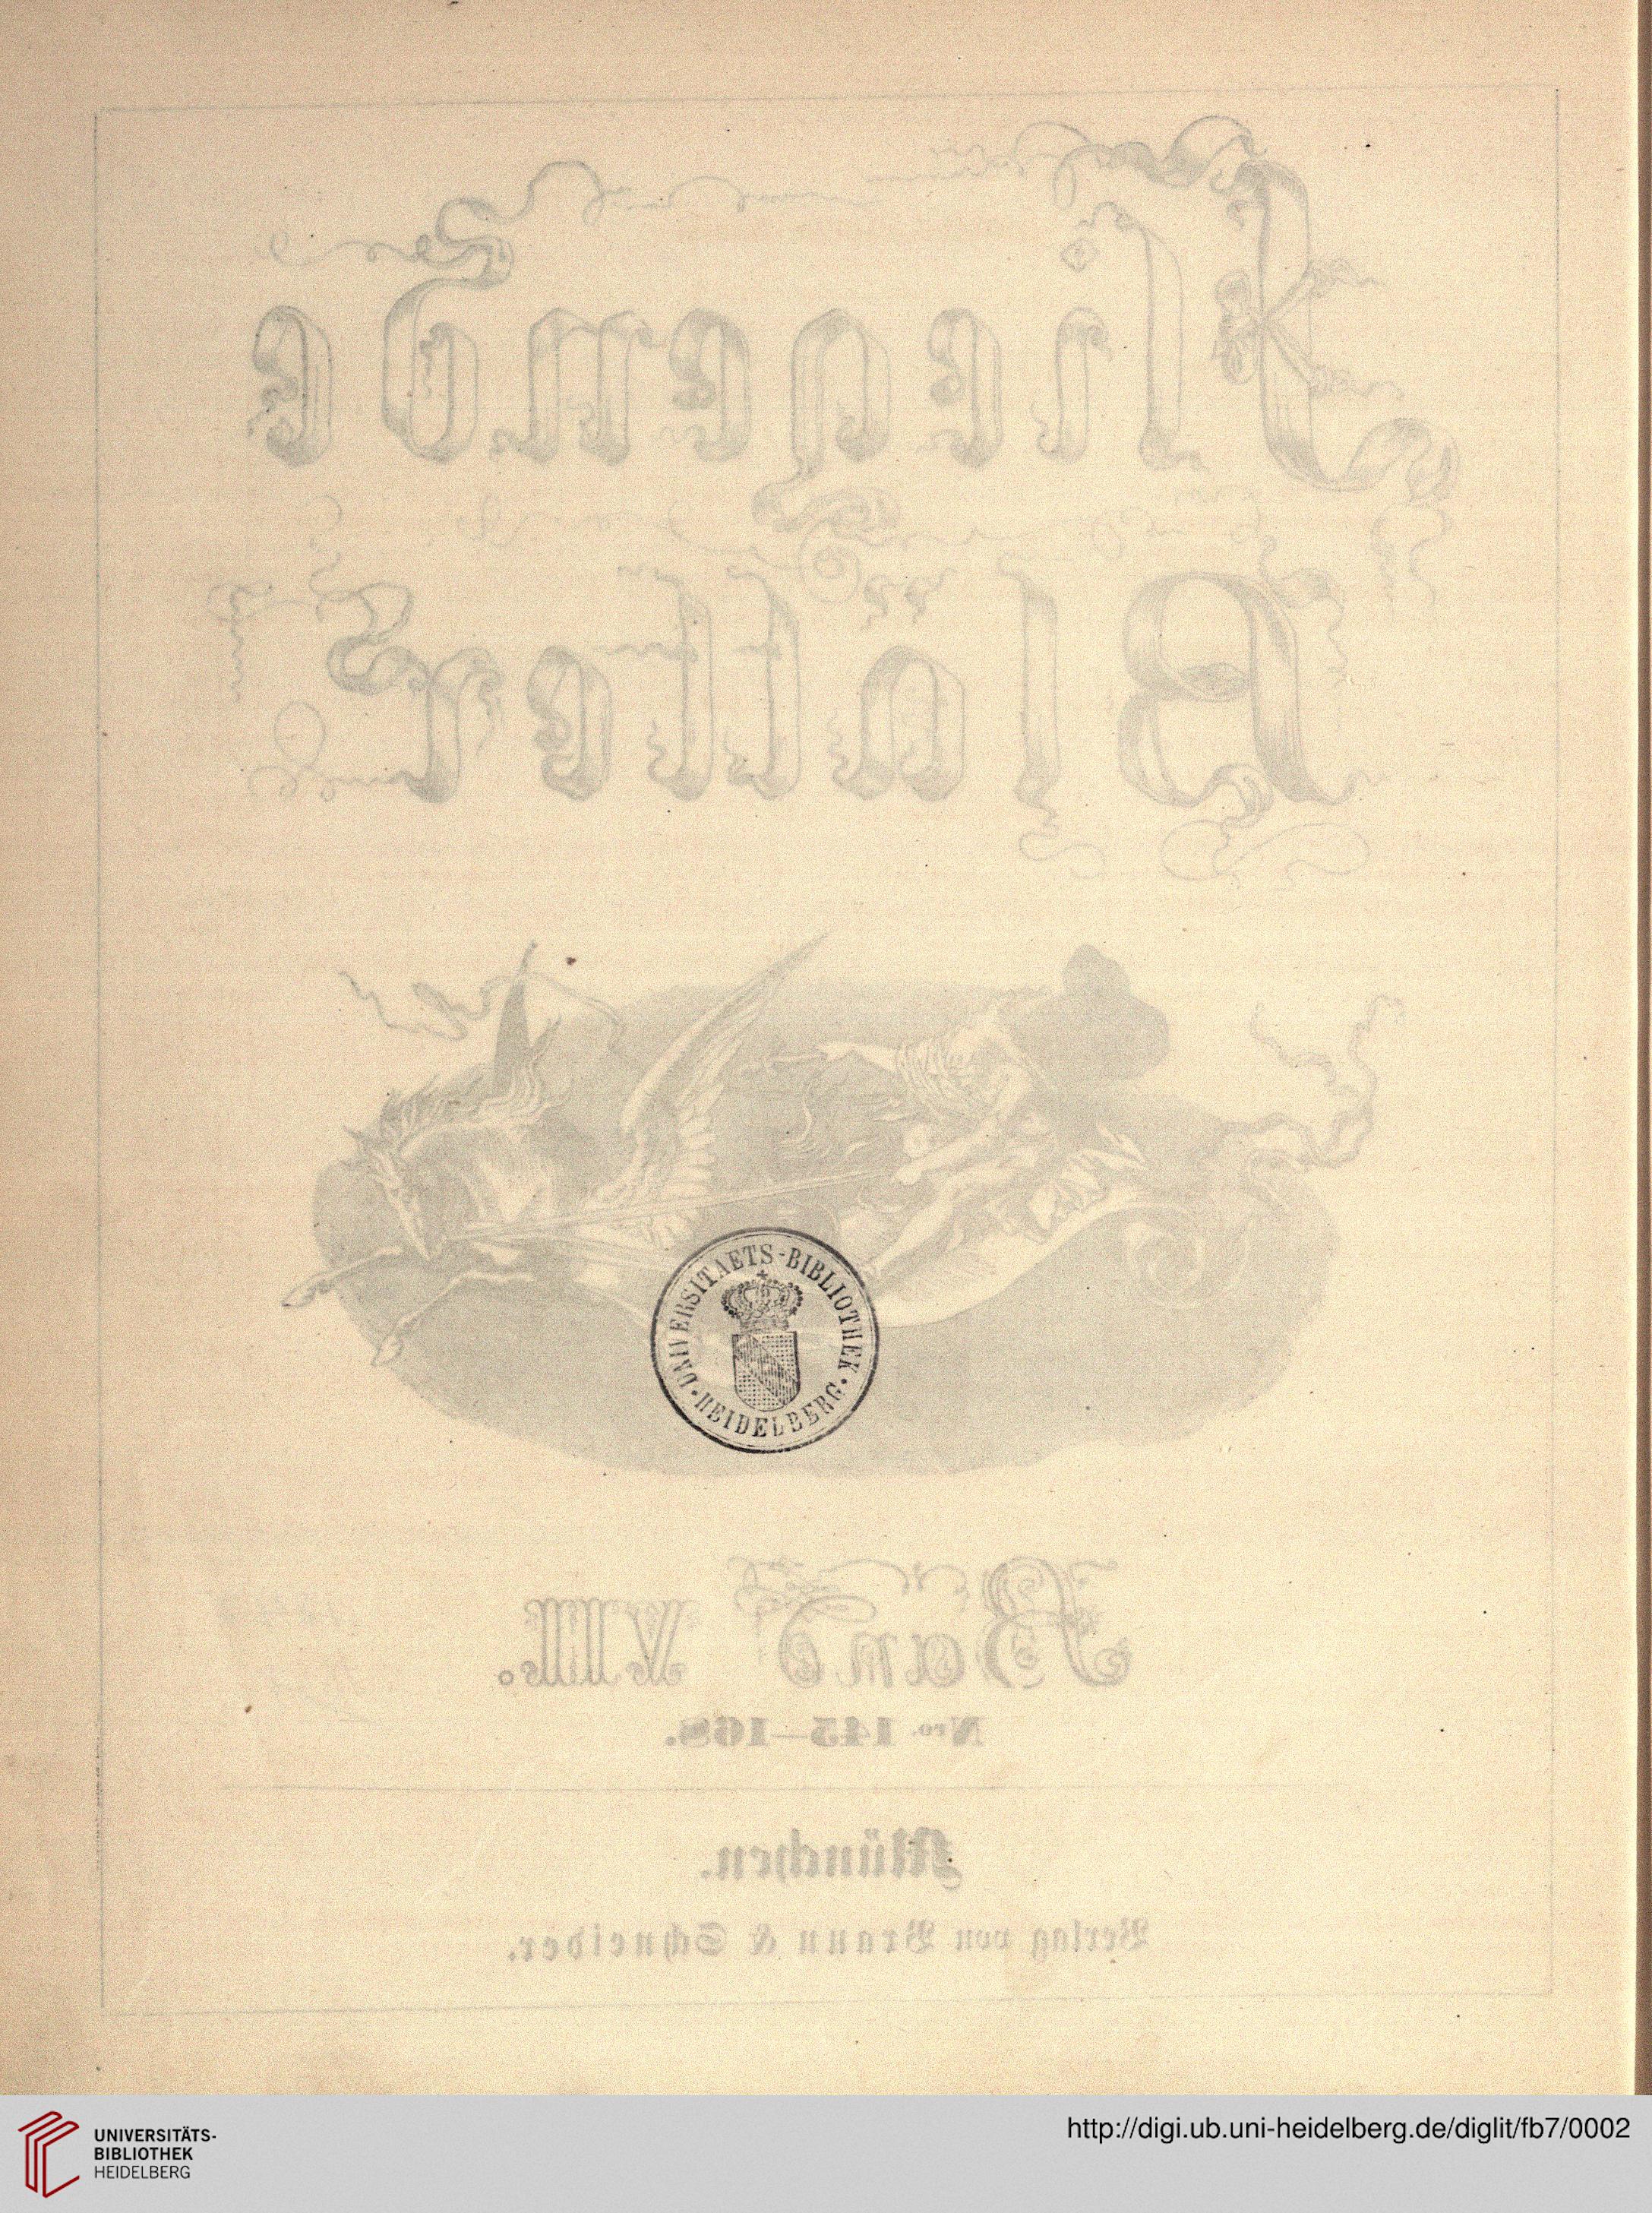 Fliegende
Blätter
UNIVERSITAETS-BIBLIOTHEK
•HEIDELBERG•
Band VII.
Nro. 145—168.
München.
Verlag von Braun & Schneider.
UNIVERSITÄTS-
BIBLIOTHEK
HEIDELBERG
http://digi.ub.uni-heidelberg.de/diglit/fb7/0002